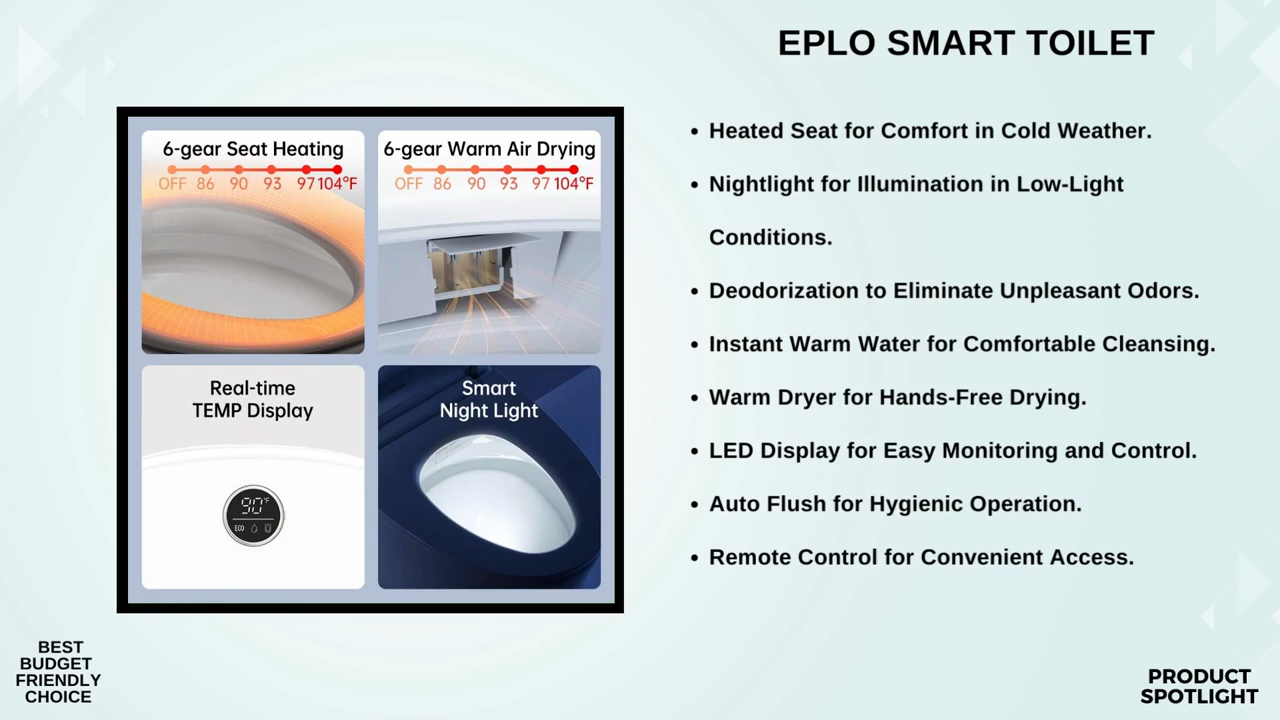 EPLO SMART TOILET
6-gear Seat Heating
OFF 86 90 93 97 104°F
6-gear Warm Air Drying
OFF 86 90 93 97 104°F
Real-time
TEMP Display
90°F
ECO
Smart
Night Light
• Heated Seat for Comfort in Cold Weather.
• Nightlight for Illumination in Low-Light
Conditions.
• Deodorization to Eliminate Unpleasant Odors.
• Instant Warm Water for Comfortable Cleansing.
• Warm Dryer for Hands-Free Drying.
• LED Display for Easy Monitoring and Control.
• Auto Flush for Hygienic Operation.
• Remote Control for Convenient Access.
BEST
BUDGET
FRIENDLY
CHOICE
PRODUCT
SPOTLIGHT